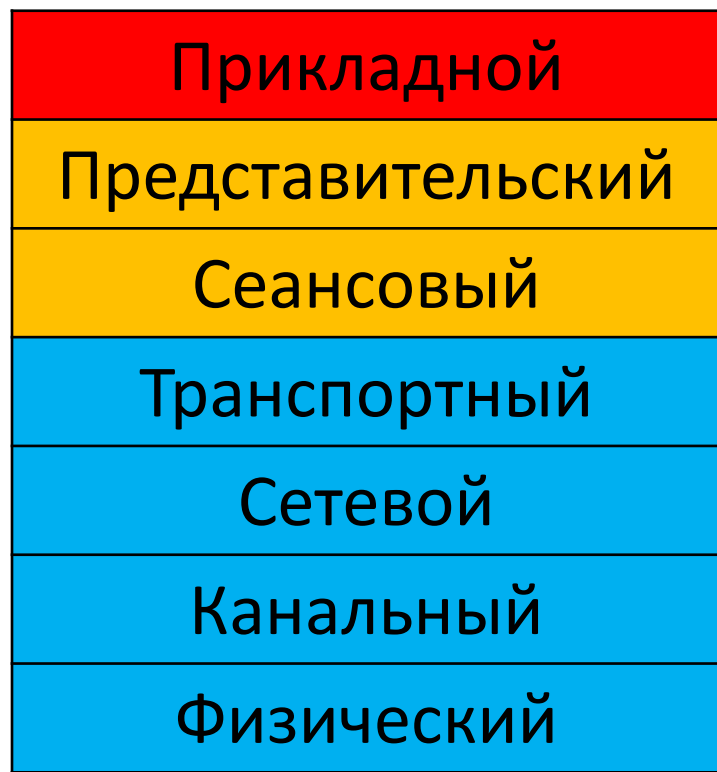 Прикладной
Представительский
Сеансовый
Транспортный
Сетевой
Канальный
Физический